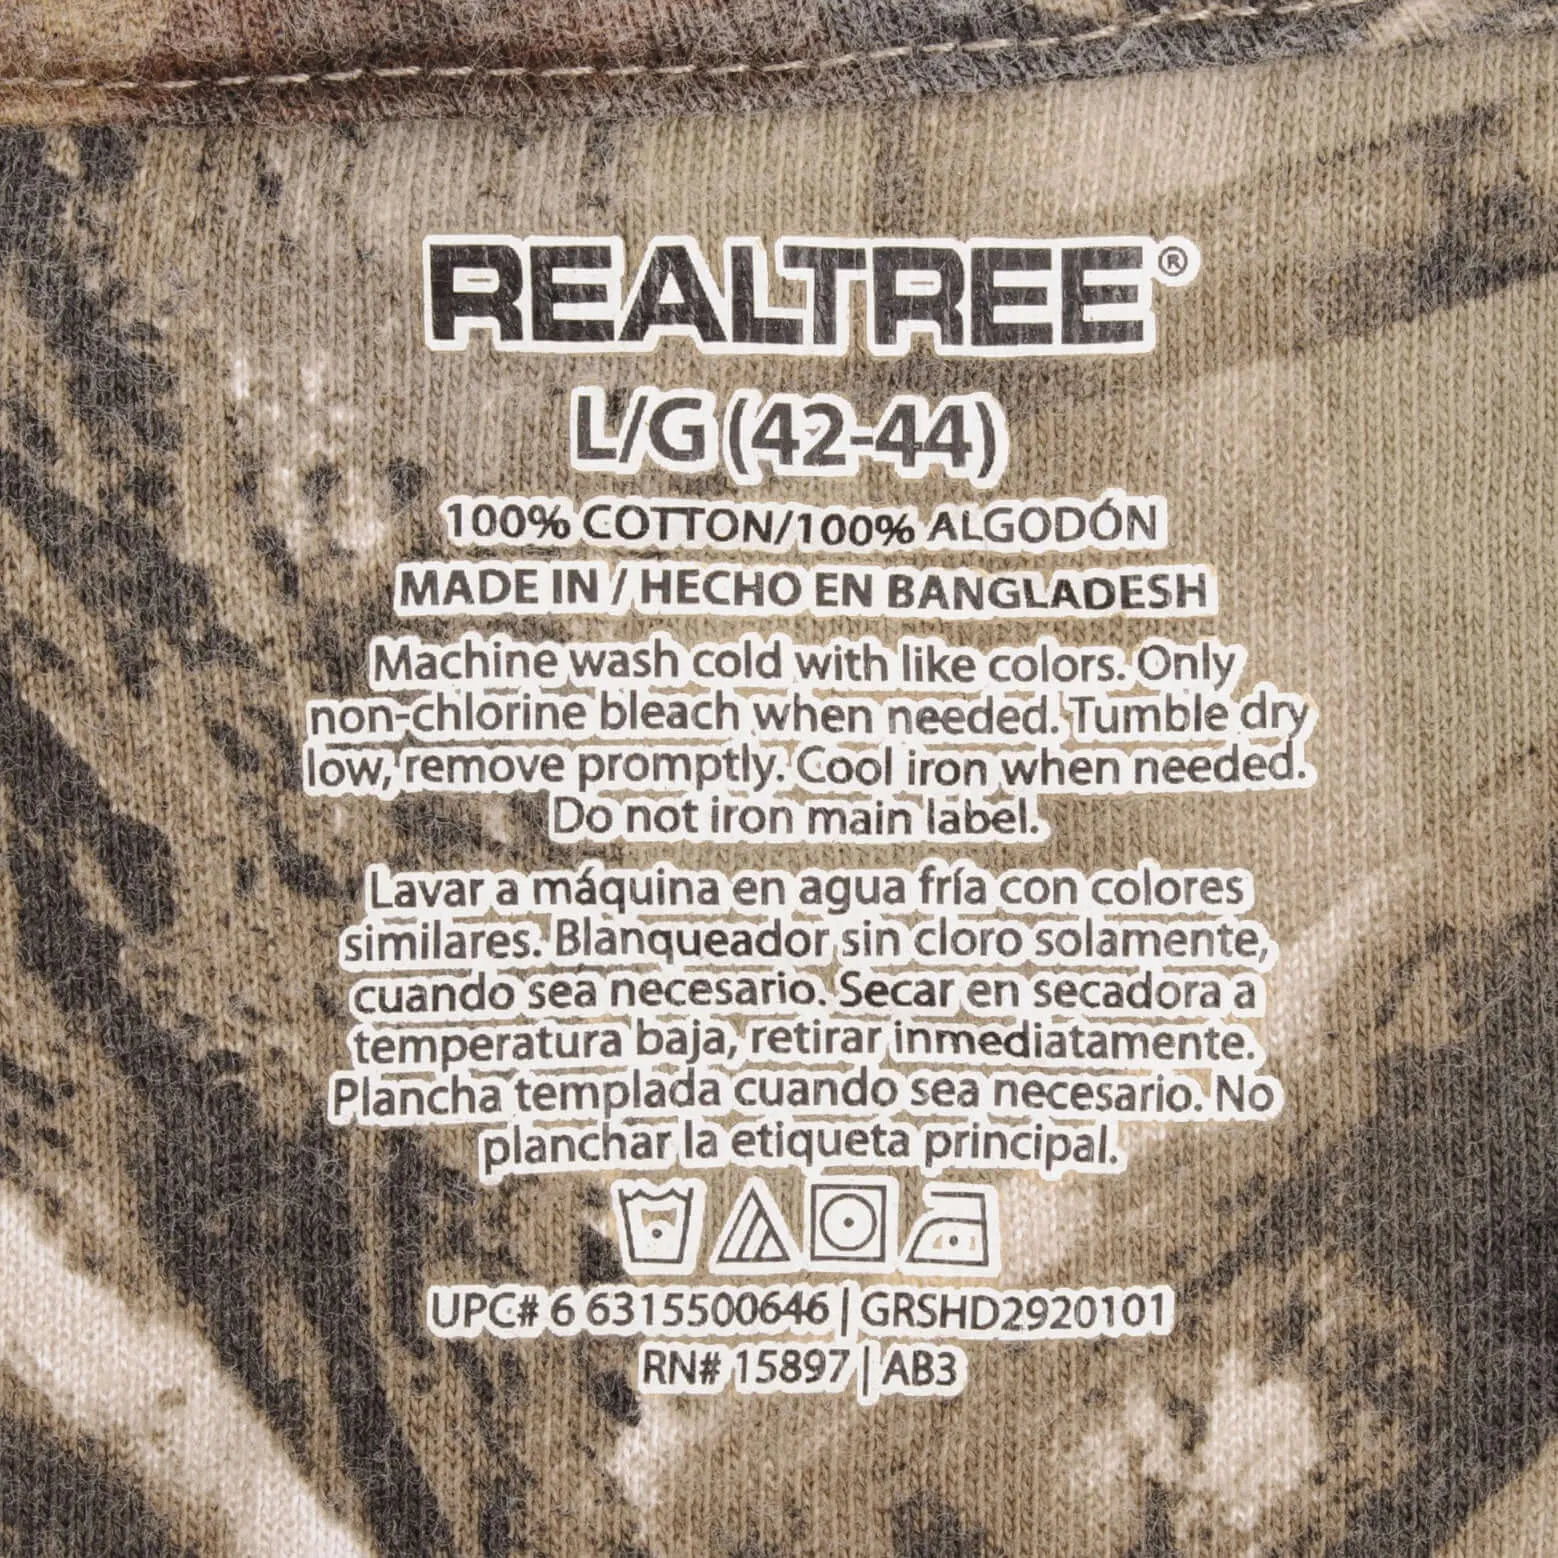 REALTREE®
L/G (42-44)
100% COTTON/100% ALGODÓN
MADE IN / HECHO EN BANGLADESH
Machine wash cold with like colors. Only
non-chlorine bleach when needed. Tumble dry
low, remove promptly. Cool iron when needed.
Do not iron main label.
Lavar a máquina en agua fría con colores
similares. Blanqueador sin cloro solamente,
cuando sea necesario. Secar en secadora a
temperatura baja, retirar inmediatamente.
Plancha templada cuando sea necesario. No
planchar la etiqueta principal.
UPC# 6 6315500646 | GRSHD2920101
RN# 15897 | AB3